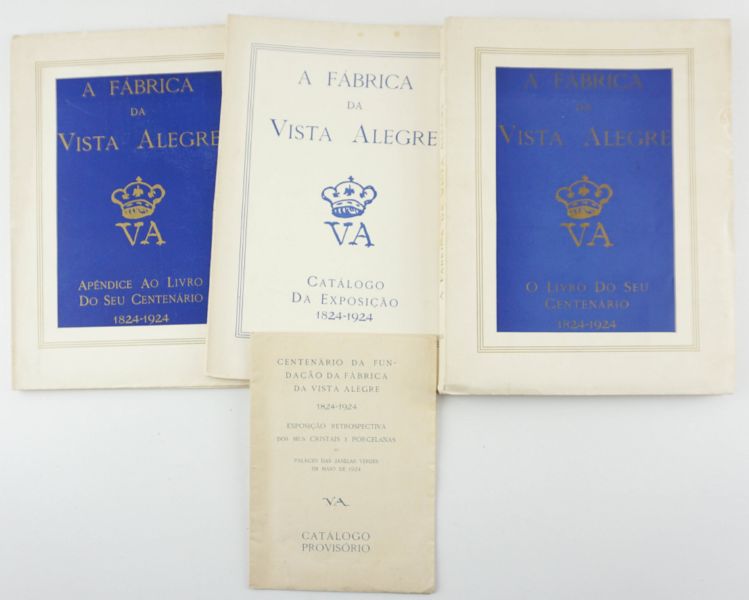 A FÁBRICA
DA
VISTA ALEGRE
VA
APÊNDICE AO LIVRO
DO SEU CENTENÁRIO
1824-1924
A FÁBRICA
DA
VISTA ALEGRE
VA
CATÁLOGO
DA EXPOSIÇÃO
1824-1924
A FÁBRICA
DA
VISTA ALEGRE
VA
O LIVRO DO SEU
CENTENÁRIO
1824-1924
CENTENÁRIO DA FUN-
DAÇÃO DA FÁBRICA
DA VISTA ALEGRE
1824-1924
EXPOSIÇÃO RETROSPECTIVA
DOS SEUS CRISTAIS E PORCELANAS
NO
PALÁCIO DAS JANELAS VERDES
EM MAIO DE 1924
VA
CATÁLOGO
PROVISÓRIO